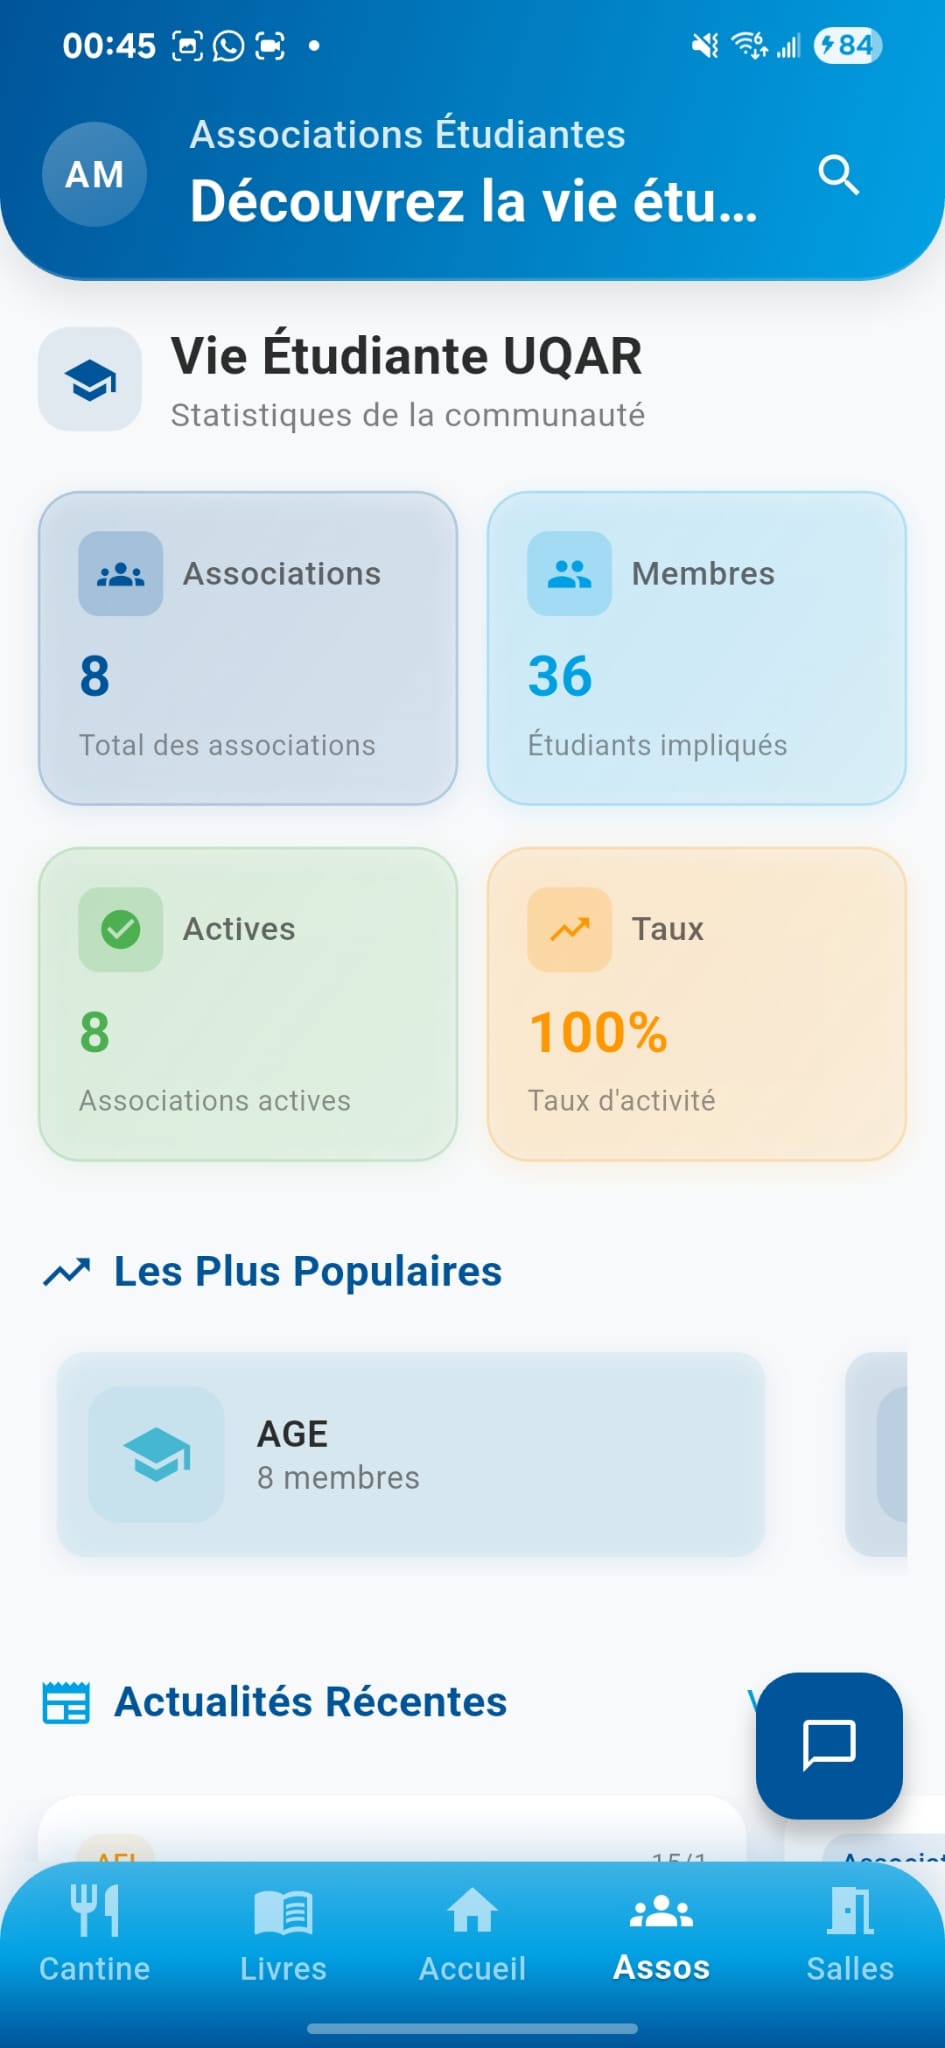 00:45
6
84
AM
Associations Étudiantes
Découvrez la vie étu...
Vie Étudiante UQAR
Statistiques de la communauté
Associations
8
Total des associations
Membres
36
Étudiants impliqués
Actives
8
Associations actives
Taux
100%
Taux d'activité
Les Plus Populaires
AGE
8 membres
Actualités Récentes
Cantine
Livres
Accueil
Assos
Salles